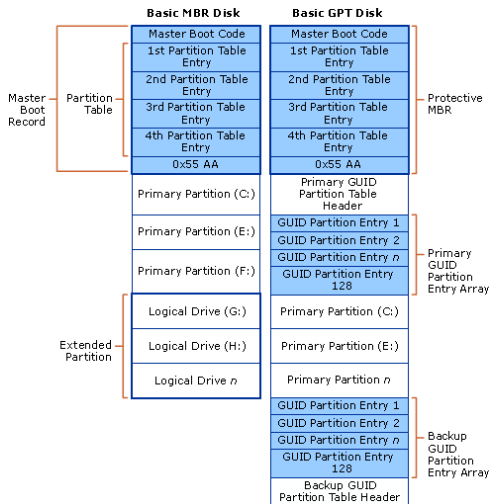 Basic MBR Disk
Basic GPT Disk
Master Boot Code
1st Partition Table
Entry
2nd Partition Table
Entry
3rd Partition Table
Entry
4th Partition Table
Entry
0x55 AA
Master
Boot
Record
Partition
Table
Primary Partition (C:)
Primary Partition (E:)
Primary Partition (F:)
Logical Drive (G:)
Logical Drive (H:)
Logical Drive n
Extended
Partition
Master Boot Code
1st Partition Table
Entry
2nd Partition Table
Entry
3rd Partition Table
Entry
4th Partition Table
Entry
0x55 AA
Protective
MBR
Primary GUID
Partition Table
Header
GUID Partition Entry 1
GUID Partition Entry 2
GUID Partition Entry n
GUID Partition Entry
128
Primary
GUID
Partition
Entry Array
Primary Partition (C:)
Primary Partition (E:)
Primary Partition n
GUID Partition Entry 1
GUID Partition Entry 2
GUID Partition Entry n
GUID Partition Entry
128
Backup
GUID
Partition
Entry Array
Backup GUID
Partition Table Header